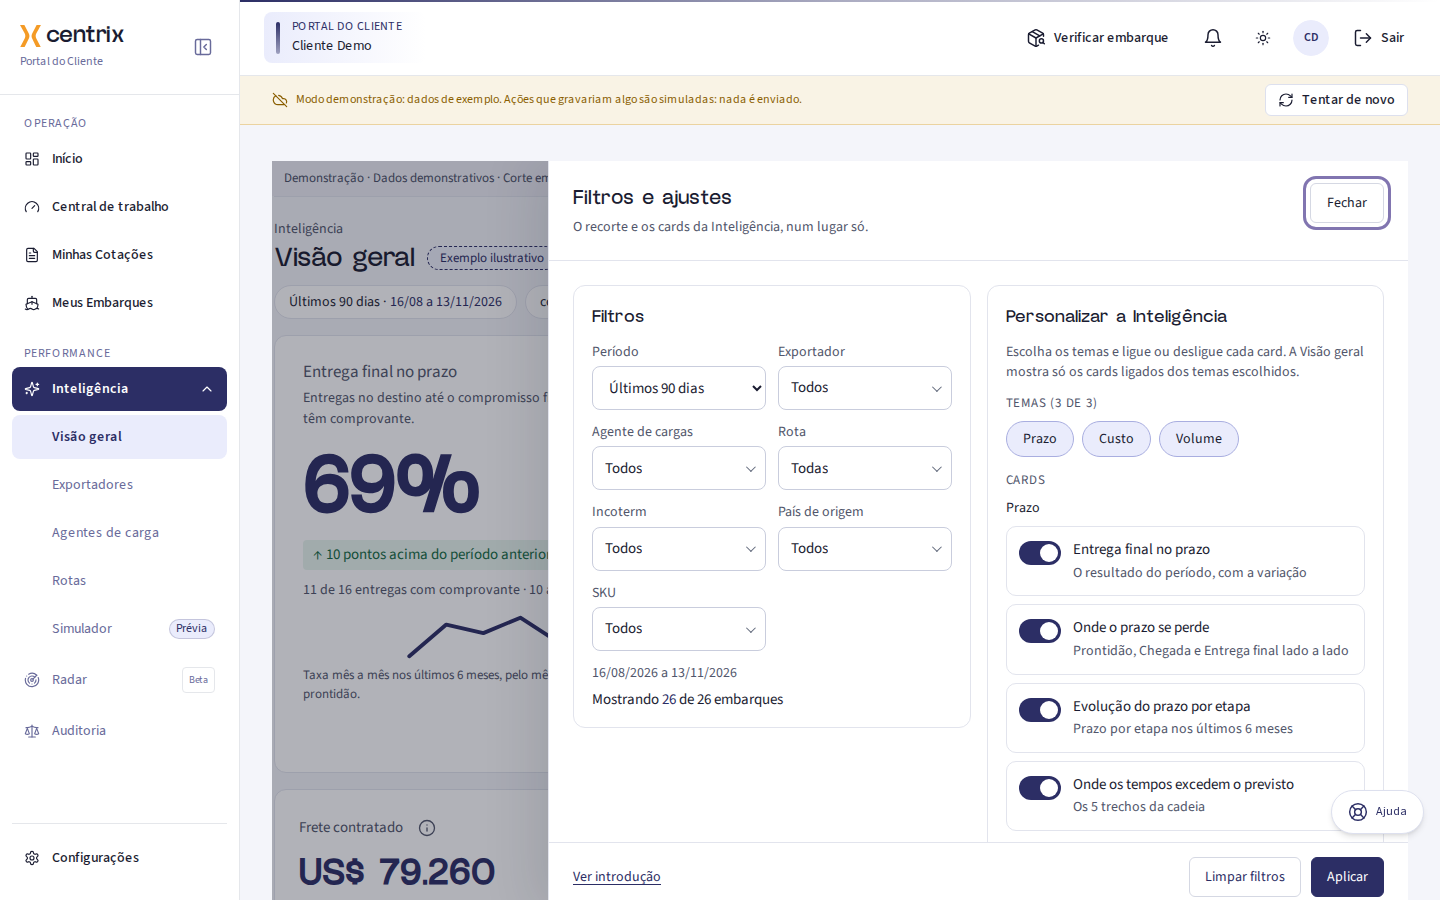 centrix
Portal do Cliente
OPERAÇÃO
Início
Central de trabalho
Minhas Cotações
Meus Embarques
PERFORMANCE
Inteligência
Visão geral
Exportadores
Agentes de carga
Rotas
Simulador
Prévia
Radar
Beta
Auditoria
Configurações
PORTAL DO CLIENTE
Cliente Demo
Verificar embarque
CD
Sair
Modo demonstração: dados de exemplo. Ações que gravariam algo são simuladas: nada é enviado.
Tentar de novo
Demonstração · Dados demonstrativos · Corte em
Inteligência
Visão geral
Exemplo ilustrativo
Últimos 90 dias · 16/08 a 13/11/2026
Entrega final no prazo
Entregas no destino até o compromisso f
têm comprovante.
69%
↑ 10 pontos acima do período anterior
11 de 16 entregas com comprovante · 10
Taxa mês a mês nos últimos 6 meses, pelo mê
prontidão.
Frete contratado
US$ 79.260
Filtros e ajustes
O recorte e os cards da Inteligência, num lugar só.
Fechar
Filtros
Período
Exportador
Últimos 90 dias
Todos
Agente de cargas
Rota
Todos
Todas
Incoterm
País de origem
Todos
Todos
SKU
Todos
16/08/2026 a 13/11/2026
Mostrando 26 de 26 embarques
Personalizar a Inteligência
Escolha os temas e ligue ou desligue cada card. A Visão geral
mostra só os cards ligados dos temas escolhidos.
TEMAS (3 DE 3)
Prazo
Custo
Volume
CARDS
Prazo
Entrega final no prazo
O resultado do período, com a variação
Onde o prazo se perde
Prontidão, Chegada e Entrega final lado a lado
Evolução do prazo por etapa
Prazo por etapa nos últimos 6 meses
Onde os tempos excedem o previsto
Os 5 trechos da cadeia
Ajuda
Ver introdução
Limpar filtros
Aplicar